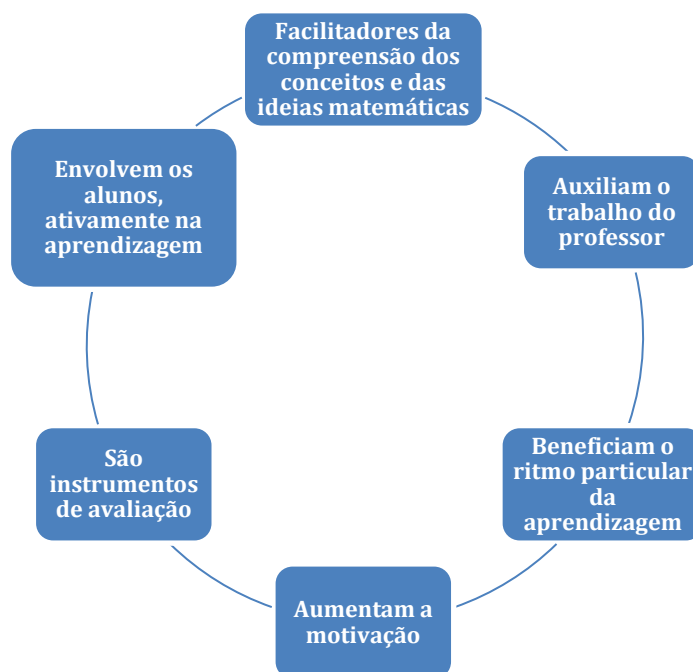 Facilitadores da
compreensão dos
conceitos e das
ideias matemáticas
Auxiliam o
trabalho do
professor
Beneficiam o
ritmo particular
da
aprendizagem
Aumentam a
motivação
São
instrumentos
de avaliação
Envolvem os
alunos,
ativamente na
aprendizagem